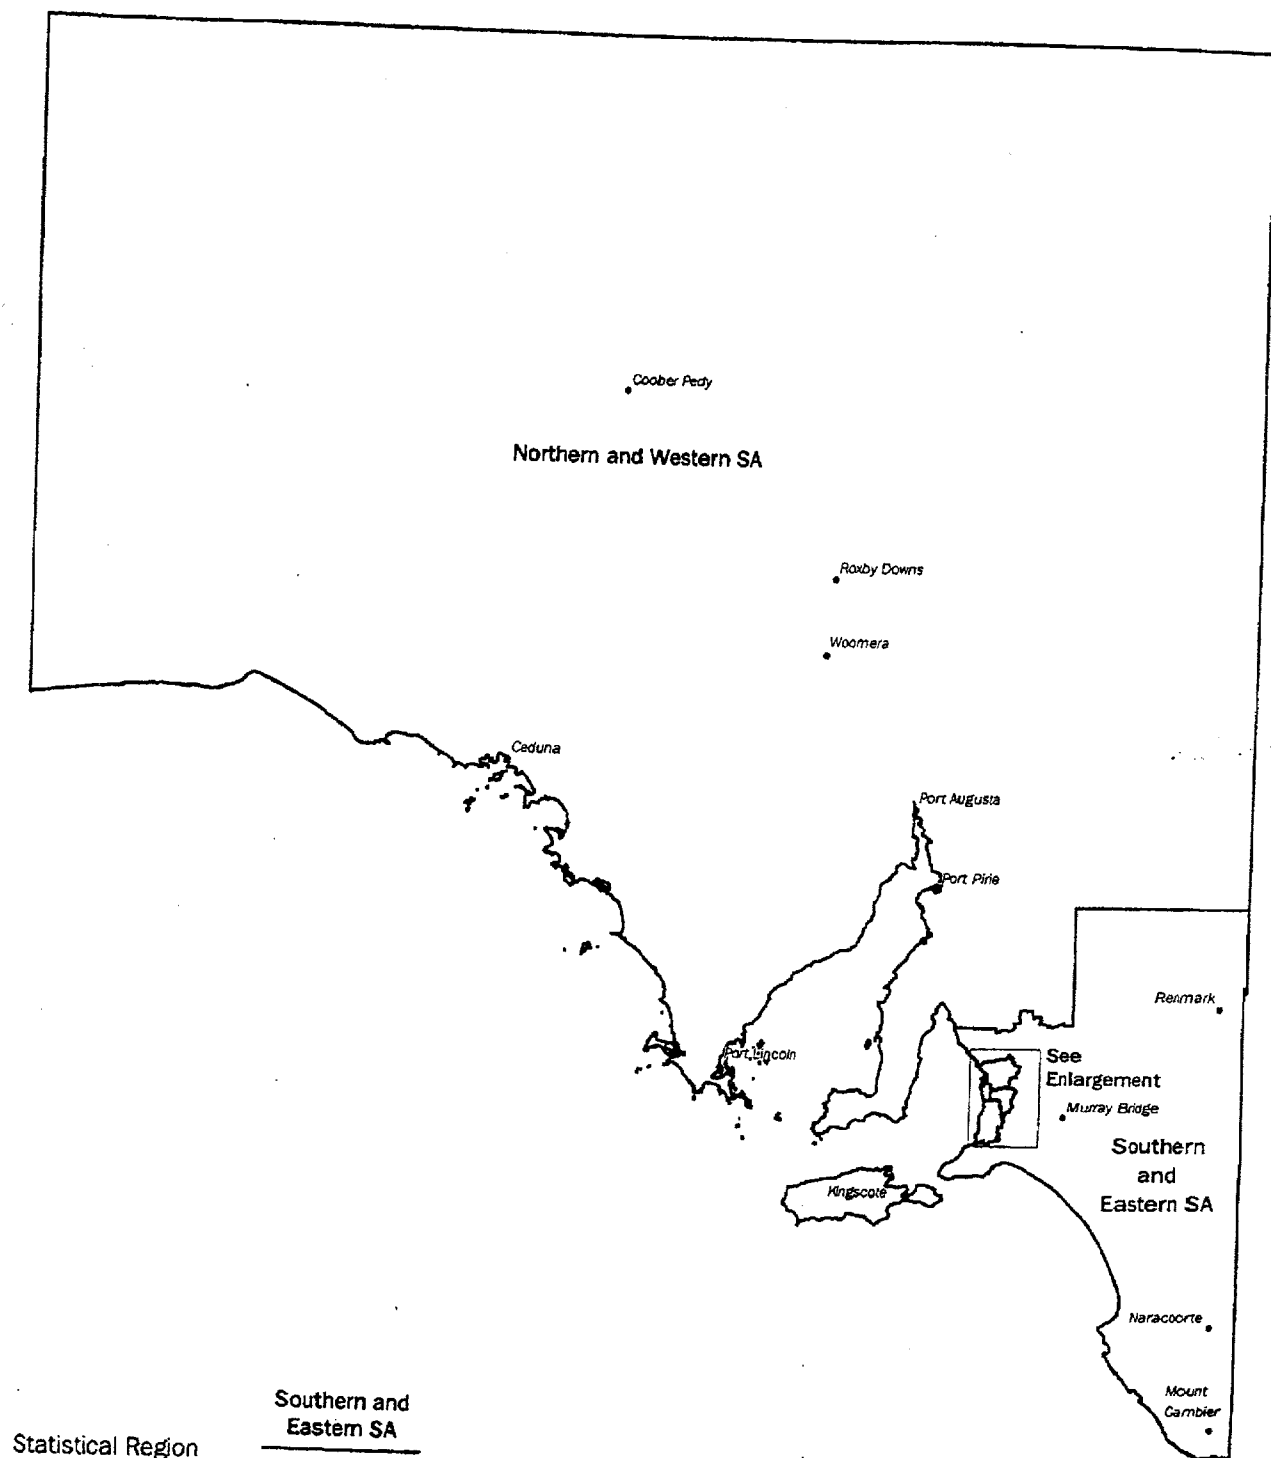 Coober Pedy
Northern and Western SA
Roxby Downs
Woomera
Ceduna
Port Augusta
Port Pirie
Renmark
Port Lincoln
See
Enlargement
Murray Bridge
Southern
and
Eastern SA
Kingscote
Naracoorte
Mount
Gambier
Southern and
Eastern SA
Statistical Region